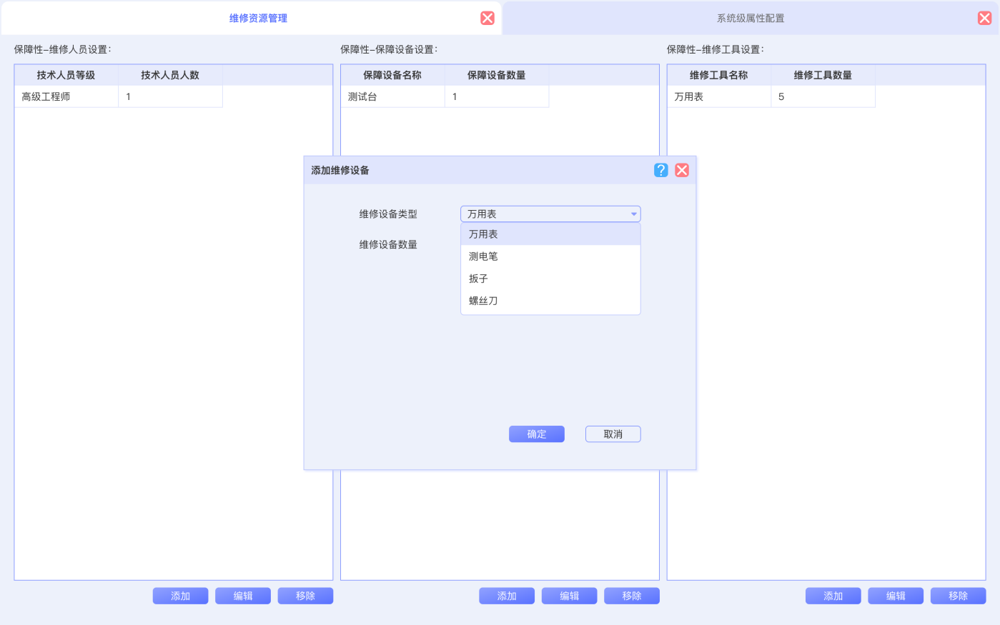 维修资源管理
系统级属性配置
保障性-维修人员设置:
保障性-保障设备设置:
保障性-维修工具设置:
技术人员等级 技术人员人数
高级工程师 1
保障设备名称 保障设备数量
测试台 1
维修工具名称 维修工具数量
万用表 5
添加维修设备 ?
维修设备类型 万用表
维修设备数量
万用表
测电笔
扳子
螺丝刀
确定 取消
添加 编辑 移除
添加 编辑 移除
添加 编辑 移除